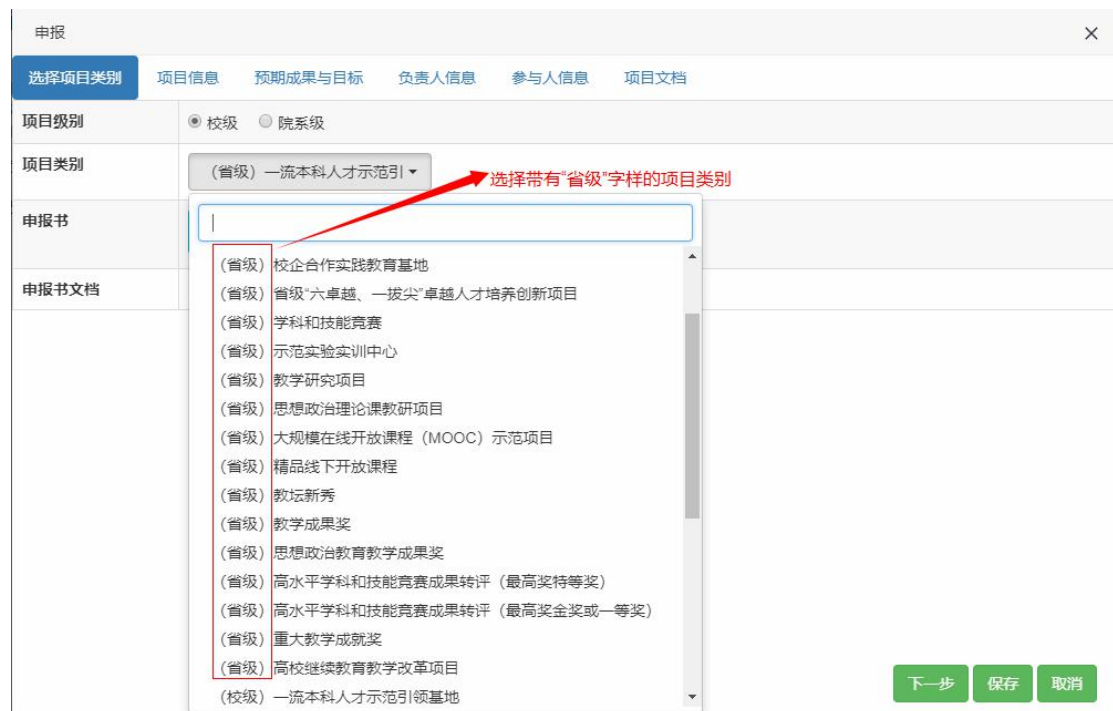 申报
选择项目类别 项目信息 预期成果与目标 负责人信息 参与人信息 项目文档
项目级别 校级 院系级
项目类别 （省级）一流本科人才示范引
选择带有“省级”字样的项目类别
申报书
（省级）校企合作实践教育基地
申报书文档
（省级）省级“六卓越、一拔尖”卓越人才培养创新项目
（省级）学科和技能竞赛
（省级）示范实验实训中心
（省级）教学研究项目
（省级）思想政治理论课教研项目
（省级）大规模在线开放课程（MOOC）示范项目
（省级）精品线下开放课程
（省级）教坛新秀
（省级）教学成果奖
（省级）思想政治教育教学成果奖
（省级）高水平学科和技能竞赛成果转评（最高奖特等奖）
（省级）高水平学科和技能竞赛成果转评（最高奖金奖或一等奖）
（省级）重大教学成就奖
（省级）高校继续教育教学改革项目
（校级）一流本科人才示范引领基地
下一步 保存 取消